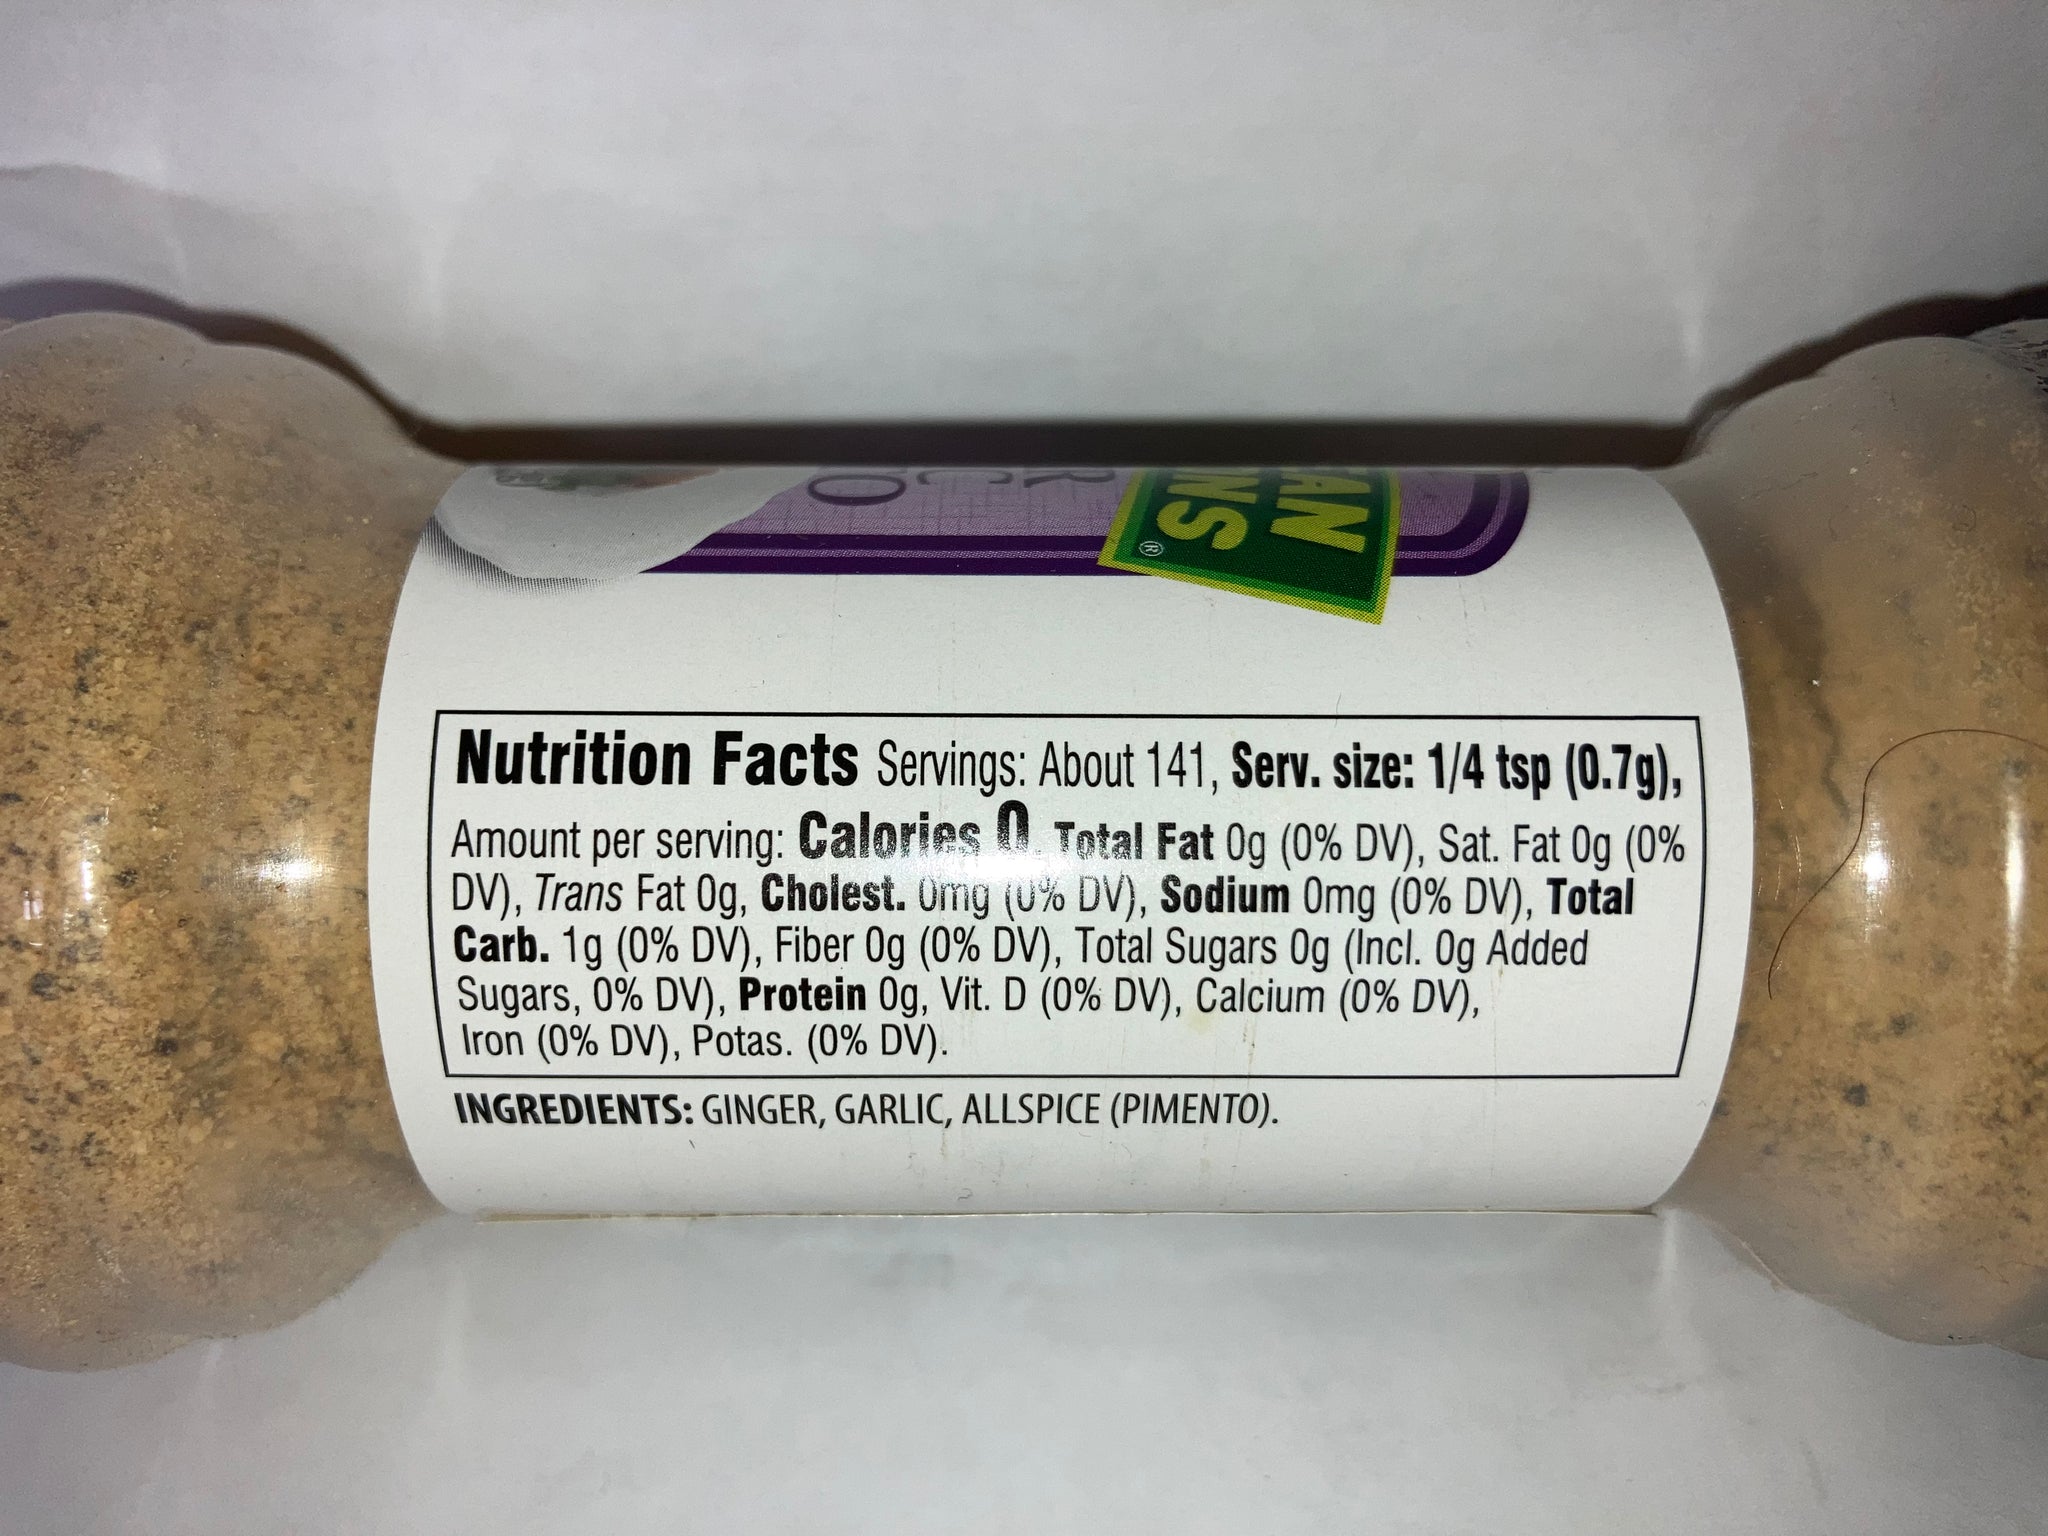 AN
NS
®
Nutrition Facts Servings: About 141, Serv. size: 1/4 tsp (0.7g),
Amount per serving: Calories 0, Total Fat 0g (0% DV), Sat. Fat 0g (0%
DV), Trans Fat 0g, Cholest. 0mg (0% DV), Sodium 0mg (0% DV), Total
Carb. 1g (0% DV), Fiber 0g (0% DV), Total Sugars 0g (Incl. 0g Added
Sugars, 0% DV), Protein 0g, Vit. D (0% DV), Calcium (0% DV),
Iron (0% DV), Potas. (0% DV).
INGREDIENTS: GINGER, GARLIC, ALLSPICE (PIMENTO).